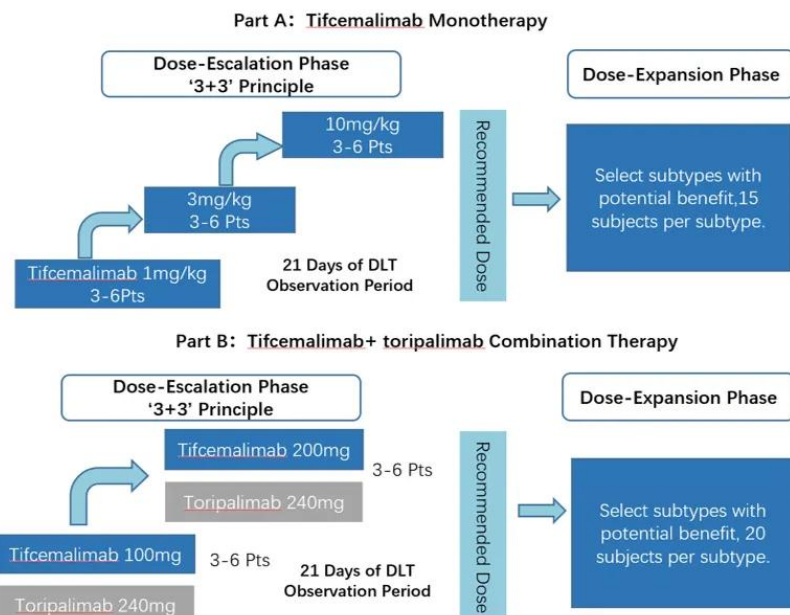 Part A: Tifcemalimab Monotherapy
Dose-Escalation Phase
‘3+3’ Principle
Dose-Expansion Phase
10mg/kg
3-6 Pts
3mg/kg
3-6 Pts
Tifcemalimab 1mg/kg
3-6Pts
21 Days of DLT
Observation Period
Recommended Dose
Select subtypes with
potential benefit,15
subjects per subtype.
Part B: Tifcemalimab+ toripalimab Combination Therapy
Dose-Escalation Phase
‘3+3’ Principle
Dose-Expansion Phase
Tifcemalimab 200mg
Toripalimab 240mg
3-6 Pts
Tifcemalimab 100mg
Toripalimab 240mg
3-6 Pts
21 Days of DLT
Observation Period
Recommended Dose
Select subtypes with
potential benefit, 20
subjects per subtype.